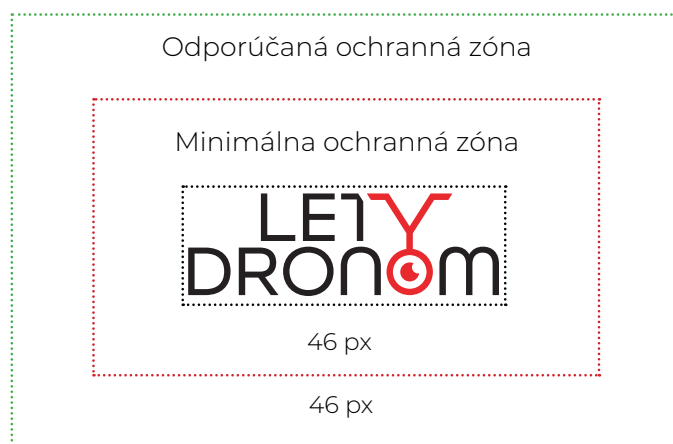 Odporúčaná ochranná zóna
Minimálna ochranná zóna
LETY
DRONOM
46 px
46 px